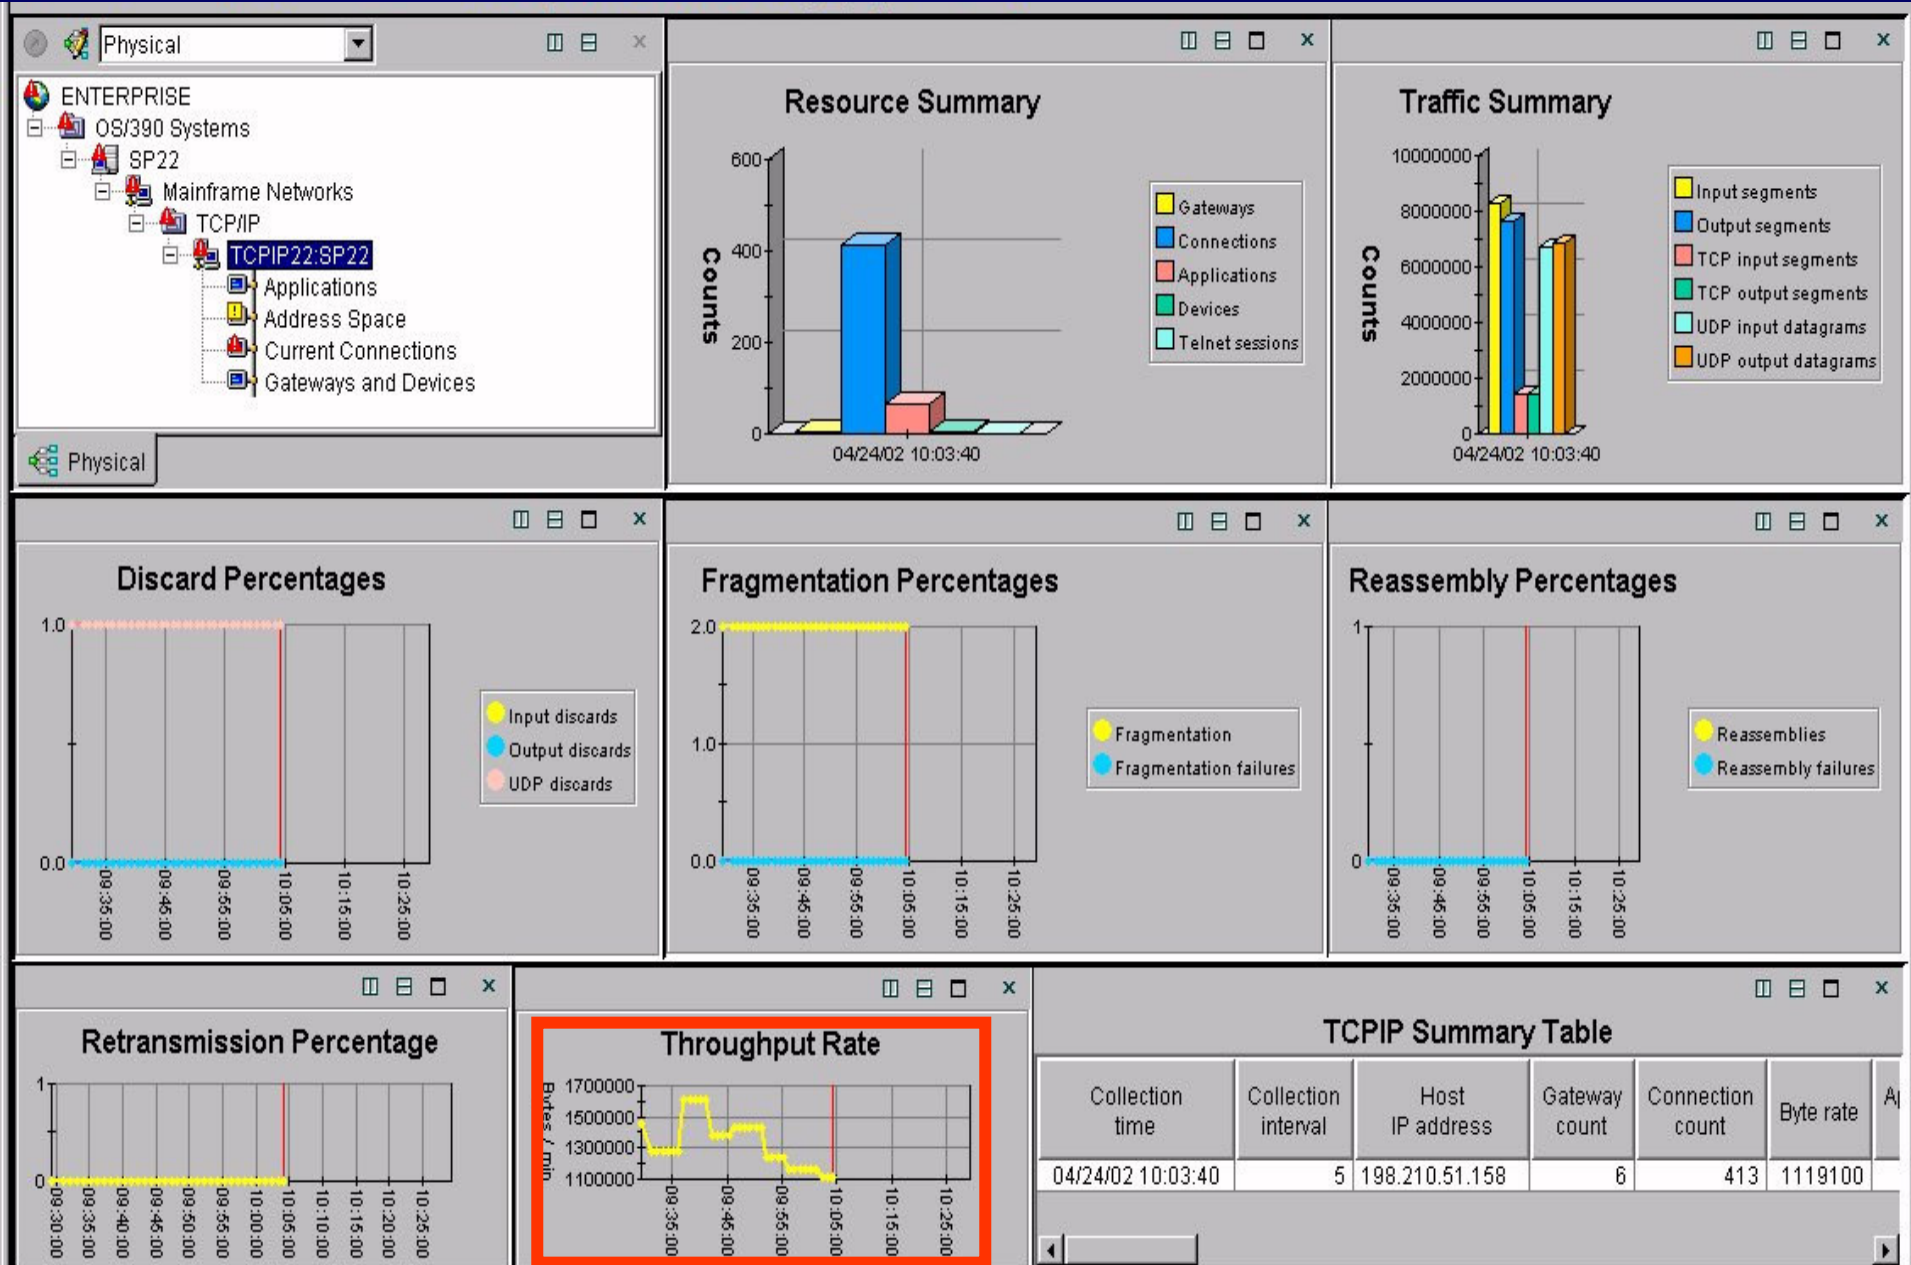 Physical
ENTERPRISE
OS/390 Systems
SP22
Mainframe Networks
TCP/IP
TCPIP22:SP22
Applications
Address Space
Current Connections
Gateways and Devices
Physical
Resource Summary
Counts
600
400
200
0
04/24/02 10:03:40
Gateways
Connections
Applications
Devices
Telnet sessions
Traffic Summary
Counts
10000000
8000000
6000000
4000000
2000000
0
04/24/02 10:03:40
Input segments
Output segments
TCP input segments
TCP output segments
UDP input datagrams
UDP output datagrams
Discard Percentages
1.0
0.0
09:35:00
09:45:00
09:55:00
10:05:00
10:15:00
10:25:00
Input discards
Output discards
UDP discards
Fragmentation Percentages
2.0
1.0
0.0
09:35:00
09:45:00
09:55:00
10:05:00
10:15:00
10:25:00
Fragmentation
Fragmentation failures
Reassembly Percentages
1
0
09:35:00
09:45:00
09:55:00
10:05:00
10:15:00
10:25:00
Reassemblies
Reassembly failures
Retransmission Percentage
1
0
09:30:00
09:35:00
09:40:00
09:45:00
09:50:00
09:55:00
10:00:00
10:05:00
10:10:00
10:15:00
10:20:00
10:25:00
Throughput Rate
Bytes / min
1700000
1500000
1300000
1100000
09:35:00
09:45:00
09:55:00
10:05:00
10:15:00
10:25:00
TCPIP Summary Table
Collection time
Collection interval
Host IP address
Gateway count
Connection count
Byte rate
04/24/02 10:03:40 5 198.210.51.158 6 413 1119100